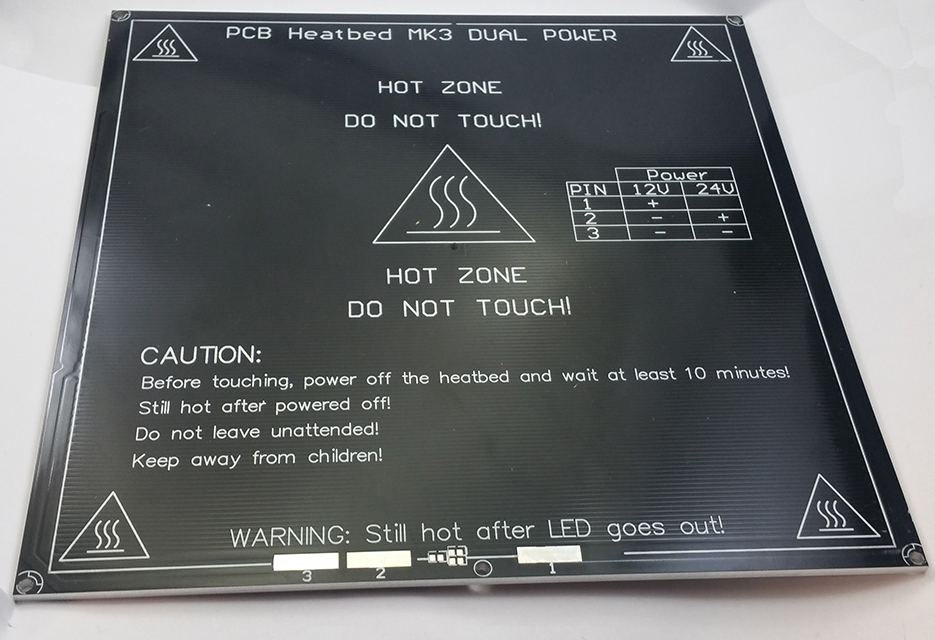 PCB Heatbed MK3 DUAL POWER
HOT ZONE
DO NOT TOUCH!
Power
PIN 12V 24V
1 +
2 - +
3 - -
HOT ZONE
DO NOT TOUCH!
CAUTION:
Before touching, power off the heatbed and wait at least 10 minutes!
Still hot after powered off!
Do not leave unattended!
Keep away from children!
WARNING: Still hot after LED goes out!
3 2 1